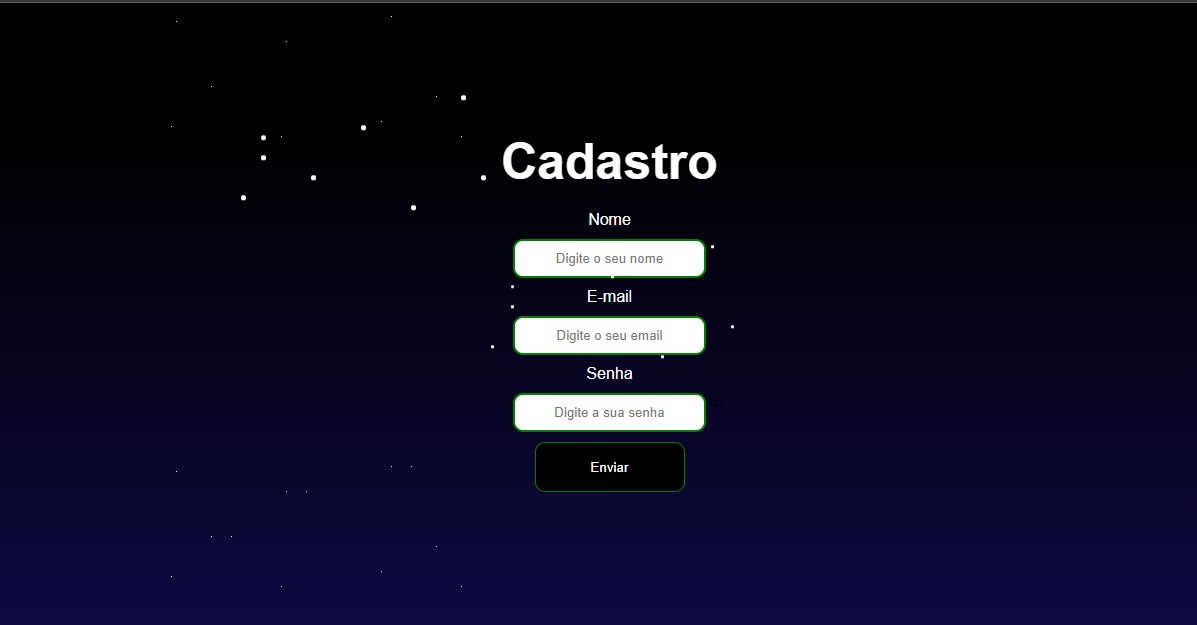 Cadastro
Nome
Digite o seu nome
E-mail
Digite o seu email
Senha
Digite a sua senha
Enviar